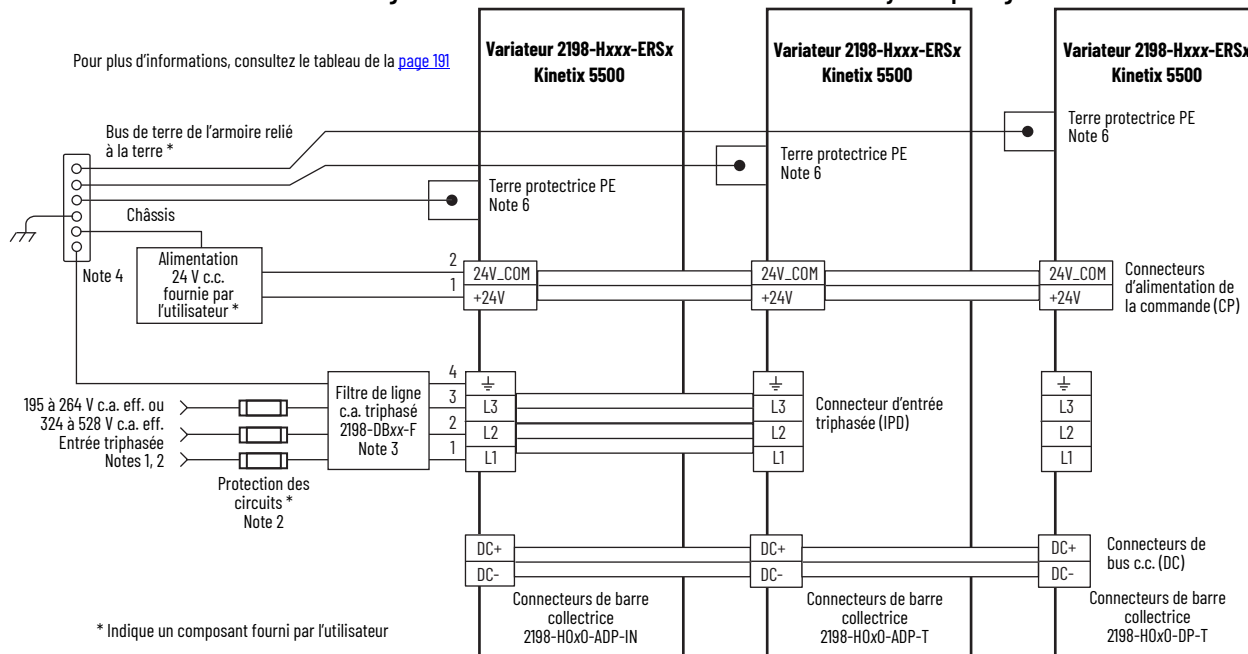 Variateur 2198-Hxxx-ERSx
Kinetix 5500
Variateur 2198-Hxxx-ERSx
Kinetix 5500
Variateur 2198-Hxxx-ERSx
Kinetix 5500
Pour plus d'informations, consultez le tableau de la page 191
Bus de terre de l'armoire relié
à la terre *
Terre protectrice PE
Note 6
Terre protectrice PE
Note 6
Terre protectrice PE
Note 6
Châssis
Note 4
Alimentation
24 V c.c.
fournie par
l'utilisateur *
2
1
24V_COM
+24V
24V_COM
+24V
24V_COM
+24V
Connecteurs
d'alimentation de
la commande (CP)
195 à 264 V c.a. eff. ou
324 à 528 V c.a. eff.
Entrée triphasée
Notes 1, 2
Protection des
circuits *
Note 2
Filtre de ligne
c.a. triphasé
2198-DBxx-F
Note 3
4
3
2
1
L3
L2
L1
L3
L2
L1
Connecteur d'entrée
triphasée (IPD)
L3
L2
L1
DC+
DC-
DC+
DC-
DC+
DC-
Connecteurs de
bus c.c. (DC)
Connecteurs de barre
collectrice
2198-H0x0-ADP-IN
Connecteurs de barre
collectrice
2198-H0x0-ADP-T
Connecteurs de barre
collectrice
2198-H0x0-DP-T
* Indique un composant fourni par l'utilisateur